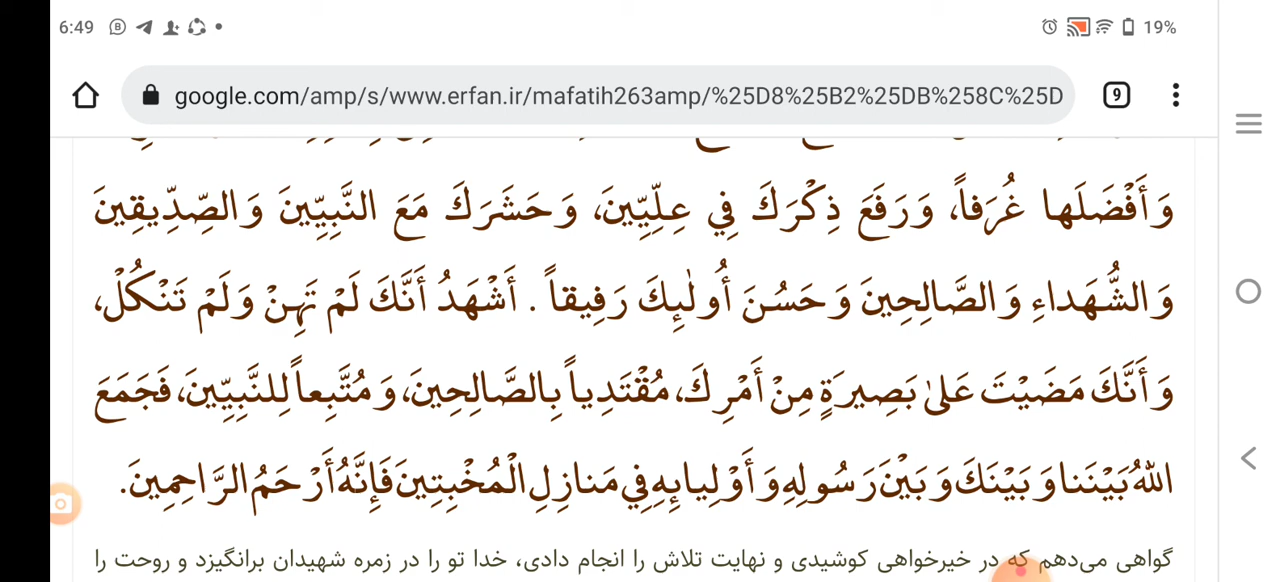 6:49
19%
google.com/amp/s/www.erfan.ir/mafatih263amp/%25D8%25B2%25DB%258C%25D
9
وَ أَفْضَلَها غُرَفاً، وَ رَفَعَ ذِكْرَكَ فِي عِلِيِّينَ، وَ حَشَرَكَ مَعَ النَّبِيِّينَ وَ الصِّدِّيقِينَ
وَ الشُّهَداءِ وَ الصَّالِحِينَ وَ حَسُنَ أُولٰئِكَ رَفِيقاً . أَشْهَدُ أَنَّكَ لَمْ تَهِنْ وَ لَمْ تَنْكُلْ،
وَ أَنَّكَ مَضَيْتَ عَلىٰ بَصِيرَةٍ مِنْ أَمْرِكَ، مُقْتَدِياً بِالصَّالِحِينَ، وَ مُتَّبِعاً لِلنَّبِيِّينَ، فَجَمَعَ
اللّٰهُ بَيْنَنا وَ بَيْنَكَ وَ بَيْنَ رَسُولِهِ وَ أَوْلِيائِهِ فِي مَنازِلِ الْمُخْبِتِينَ فَإِنَّهُ أَرْحَمُ الرَّاحِمِينَ.
گواهی می‌دهم که در خیرخواهی کوشیدی و نهایت تلاش را انجام دادی، خدا تو را در زمره شهیدان برانگیزد و روحت را